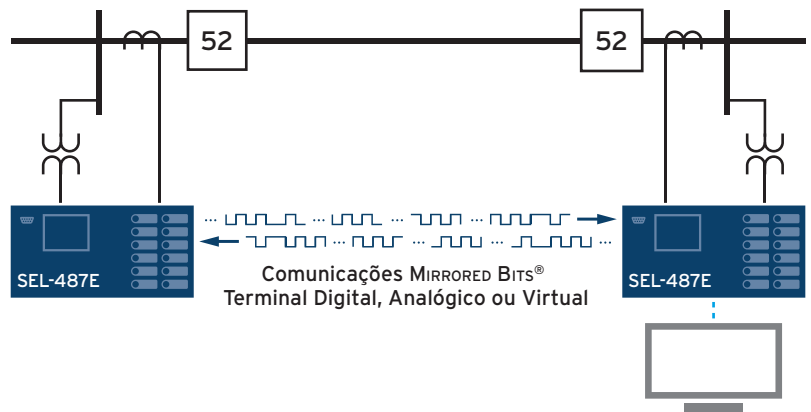 52
52
SEL-487E
SEL-487E
Comunicações MIRRORED BITS®
Terminal Digital, Analógico ou Virtual